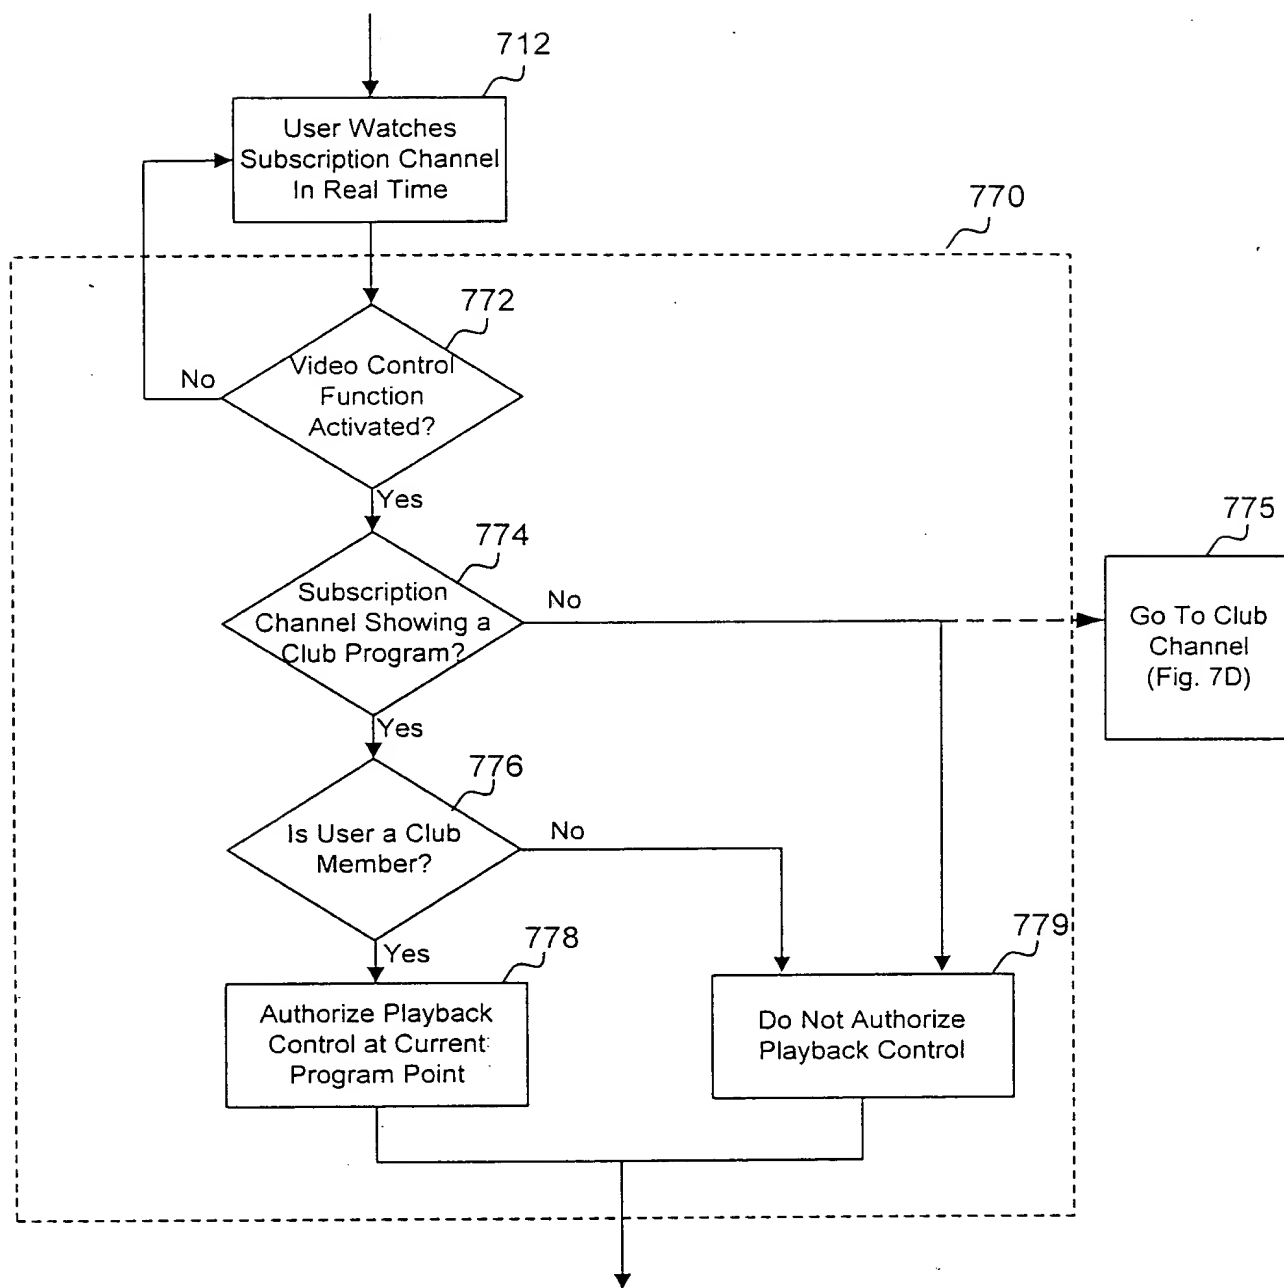 712
User Watches
Subscription Channel
In Real Time
770
772
Video Control
Function
Activated?
No
Yes
774
Subscription
Channel Showing a
Club Program?
No
775
Go To Club
Channel
(Fig. 7D)
Yes
776
Is User a Club
Member?
No
Yes
778
Authorize Playback
Control at Current
Program Point
779
Do Not Authorize
Playback Control